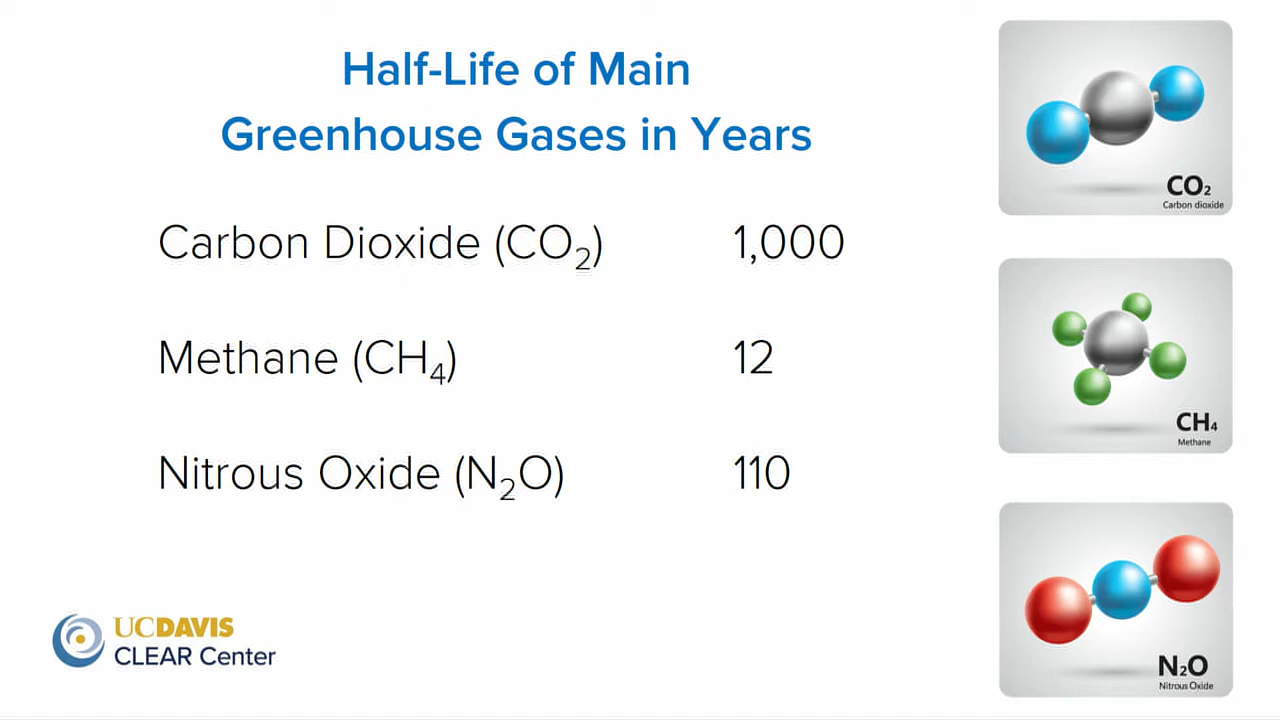 Half-Life of Main
Greenhouse Gases in Years
Carbon Dioxide (CO₂) 1,000
Methane (CH₄) 12
Nitrous Oxide (N₂O) 110
CO₂
Carbon dioxide
CH₄
Methane
N₂O
Nitrous Oxide
UCDAVIS
CLEAR Center